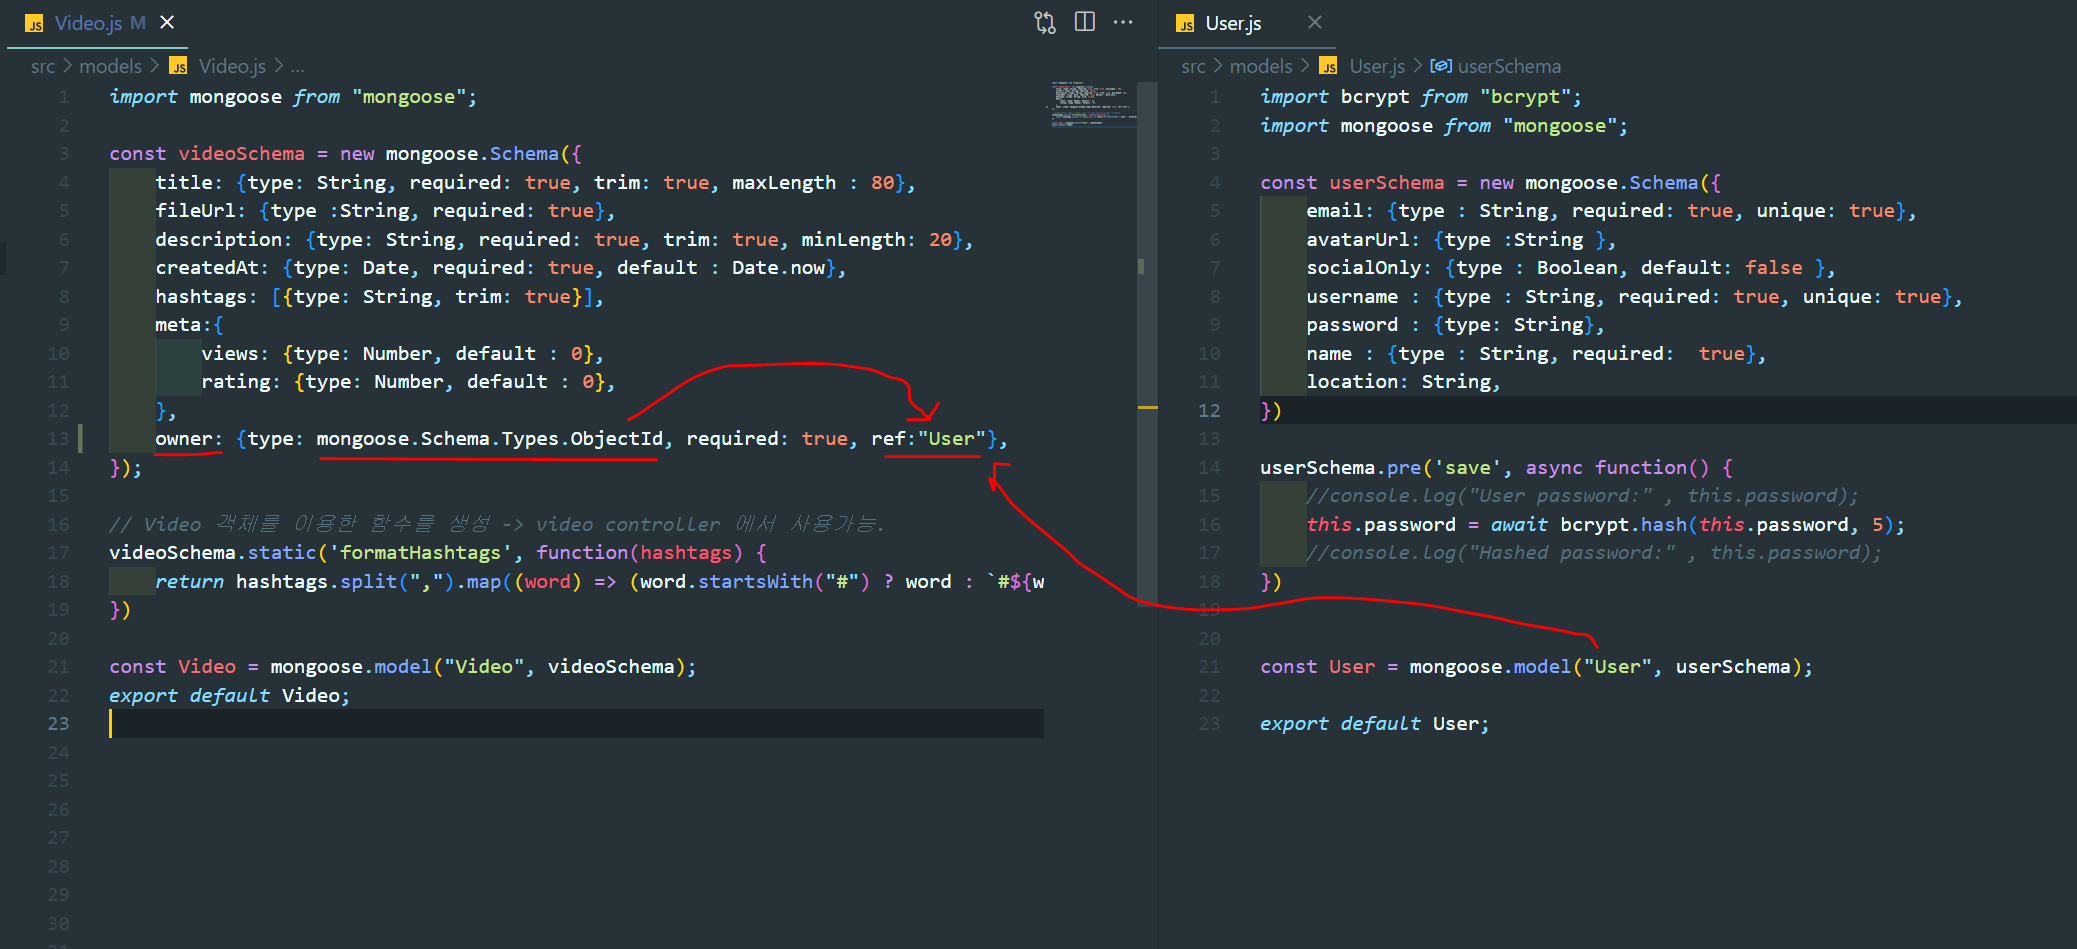 JS Video.js M
src > models > JS Video.js > ...
1 import mongoose from "mongoose";
2
3 const videoSchema = new mongoose.Schema({
4 title: {type: String, required: true, trim: true, maxLength : 80},
5 fileUrl: {type :String, required: true},
6 description: {type: String, required: true, trim: true, minLength: 20},
7 createdAt: {type: Date, required: true, default : Date.now},
8 hashtags: [{type: String, trim: true}],
9 meta:{
10 views: {type: Number, default : 0},
11 rating: {type: Number, default : 0},
12 },
13 owner: {type: mongoose.Schema.Types.ObjectId, required: true, ref:"User"},
14 });
15
16 // Video 객체를 이용한 함수를 생성 -> video controller 에서 사용가능.
17 videoSchema.static('formatHashtags', function(hashtags) {
18 return hashtags.split(",").map((word) => (word.startsWith("#") ? word : `#${w
19 })
20
21 const Video = mongoose.model("Video", videoSchema);
22 export default Video;
23
24
25
26
27
28
29
30
JS User.js
src > models > JS User.js > userSchema
1 import bcrypt from "bcrypt";
2 import mongoose from "mongoose";
3
4 const userSchema = new mongoose.Schema({
5 email: {type : String, required: true, unique: true},
6 avatarUrl: {type :String },
7 socialOnly: {type : Boolean, default: false },
8 username : {type : String, required: true, unique: true},
9 password : {type: String},
10 name : {type : String, required:  true},
11 location: String,
12 })
13
14 userSchema.pre('save', async function() {
15 //console.log("User password:" , this.password);
16 this.password = await bcrypt.hash(this.password, 5);
17 //console.log("Hashed password:" , this.password);
18 })
19
20
21 const User = mongoose.model("User", userSchema);
22
23 export default User;